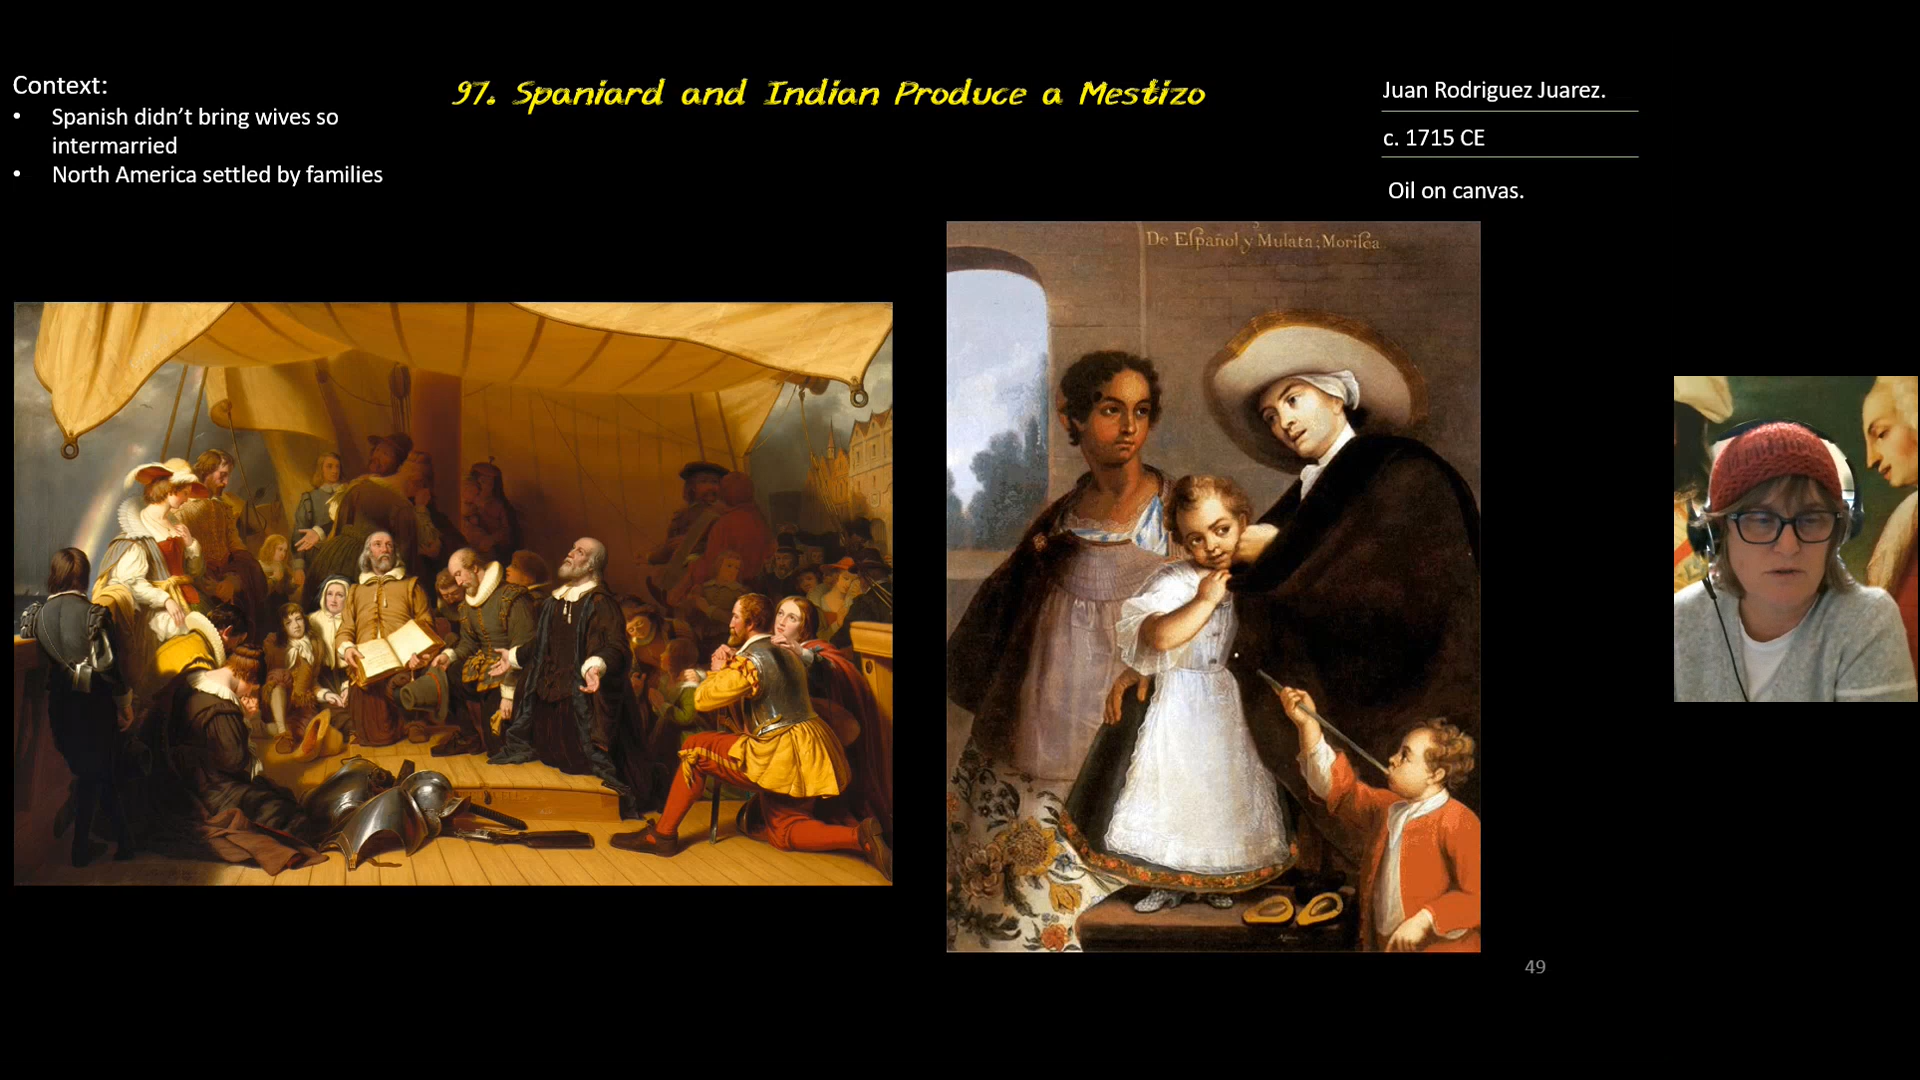 Context:
• Spanish didn't bring wives so
intermarried
• North America settled by families
97. Spaniard and Indian Produce a Mestizo
Juan Rodriguez Juarez.
c. 1715 CE
Oil on canvas.
De Eſpañol y Mulata; Moriſca.
49